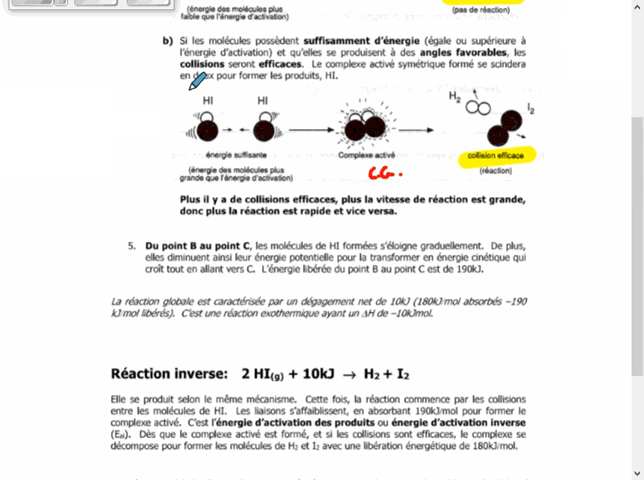 (énergie des molécules plus
faible que l'énergie d'activation)
(pas de réaction)
b) Si les molécules possèdent suffisamment d'énergie (égale ou supérieure à
l'énergie d'activation) et qu'elles se produisent à des angles favorables, les
collisions seront efficaces. Le complexe activé symétrique formé se scindera
en deux pour former les produits, HI.
HI HI
H2 I2
énergie suffisante
(énergie des molécules plus
grande que l'énergie d'activation)
Complexe activé
collision efficace
(réaction)
Plus il y a de collisions efficaces, plus la vitesse de réaction est grande,
donc plus la réaction est rapide et vice versa.
5. Du point B au point C, les molécules de HI formées s'éloigne graduellement. De plus,
elles diminuent ainsi leur énergie potentielle pour la transformer en énergie cinétique qui
croît tout en allant vers C. L'énergie libérée du point B au point C est de 190kJ.
La réaction globale est caractérisée par un dégagement net de 10kJ (180kJ/mol absorbés –190
kJ/mol libérés). C'est une réaction exothermique ayant un ΔH de –10kJmol.
Réaction inverse: 2 HI(g) + 10kJ → H2 + I2
Elle se produit selon le même mécanisme. Cette fois, la réaction commence par les collisions
entre les molécules de HI. Les liaisons s'affaiblissent, en absorbant 190kJ/mol pour former le
complexe activé. C'est l'énergie d'activation des produits ou énergie d'activation inverse
Dès que le complexe activé est formé, et si les collisions sont efficaces, le complexe se
décompose pour former les molécules de H2 et I2 avec une libération énergétique de 180kJ/mol.